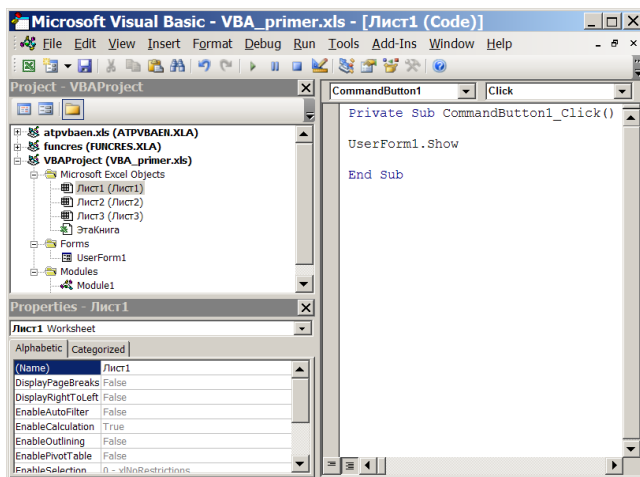 Microsoft Visual Basic - VBA_primer.xls - [Лист1 (Code)]
File Edit View Insert Format Debug Run Tools Add-Ins Window Help
Project - VBAProject
atpvbaen.xls (ATPVBAEN.XLA)
funcres (FUNCRES.XLA)
VBAProject (VBA_primer.xls)
Microsoft Excel Objects
Лист1 (Лист1)
Лист2 (Лист2)
Лист3 (Лист3)
ЭтаКнига
Forms
UserForm1
Modules
Module1
Properties - Лист1
Лист1 Worksheet
Alphabetic Categorized
(Name) Лист1
DisplayPageBreaks False
DisplayRightToLeft False
EnableAutoFilter False
EnableCalculation True
EnableOutlining False
EnablePivotTable False
EnableSelection 0 - xlNoRestrictions
CommandButton1 Click
Private Sub CommandButton1_Click()
UserForm1.Show
End Sub